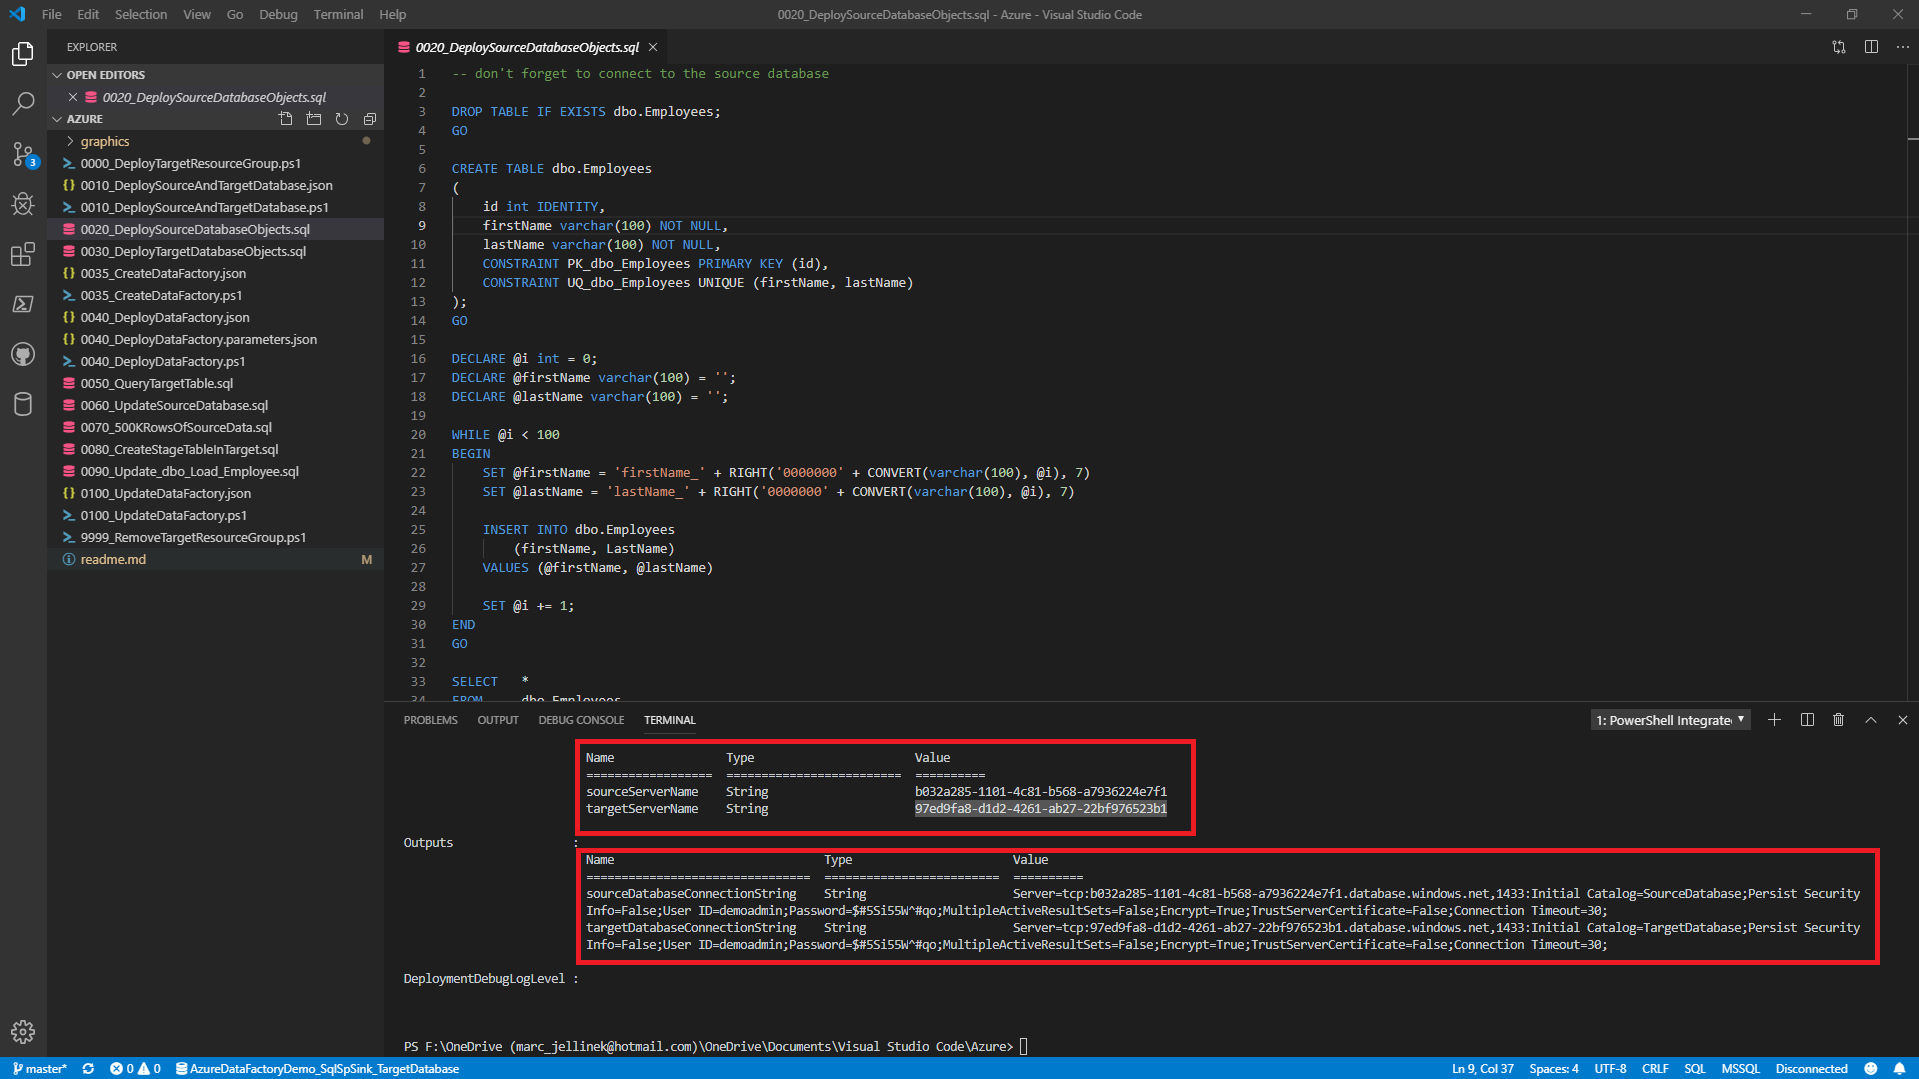 File Edit Selection View Go Debug Terminal Help
0020_DeploySourceDatabaseObjects.sql - Azure - Visual Studio Code
EXPLORER
OPEN EDITORS
0020_DeploySourceDatabaseObjects.sql
AZURE
graphics
0000_DeployTargetResourceGroup.ps1
0010_DeploySourceAndTargetDatabase.json
0010_DeploySourceAndTargetDatabase.ps1
0020_DeploySourceDatabaseObjects.sql
0030_DeployTargetDatabaseObjects.sql
0035_CreateDataFactory.json
0035_CreateDataFactory.ps1
0040_DeployDataFactory.json
0040_DeployDataFactory.parameters.json
0040_DeployDataFactory.ps1
0050_QueryTargetTable.sql
0060_UpdateSourceDatabase.sql
0070_500KRowsOfSourceData.sql
0080_CreateStageTableInTarget.sql
0090_Update_dbo_Load_Employee.sql
0100_UpdateDataFactory.json
0100_UpdateDataFactory.ps1
9999_RemoveTargetResourceGroup.ps1
readme.md M
3
0020_DeploySourceDatabaseObjects.sql
1 -- don't forget to connect to the source database
2
3 DROP TABLE IF EXISTS dbo.Employees;
4 GO
5
6 CREATE TABLE dbo.Employees
7 (
8 id int IDENTITY,
9 firstName varchar(100) NOT NULL,
10 lastName varchar(100) NOT NULL,
11 CONSTRAINT PK_dbo_Employees PRIMARY KEY (id),
12 CONSTRAINT UQ_dbo_Employees UNIQUE (firstName, lastName)
13 );
14 GO
15
16 DECLARE @i int = 0;
17 DECLARE @firstName varchar(100) = '';
18 DECLARE @lastName varchar(100) = '';
19
20 WHILE @i < 100
21 BEGIN
22 SET @firstName = 'firstName_' + RIGHT('0000000' + CONVERT(varchar(100), @i), 7)
23 SET @lastName = 'lastName_' + RIGHT('0000000' + CONVERT(varchar(100), @i), 7)
24
25 INSERT INTO dbo.Employees
26 (firstName, LastName)
27 VALUES (@firstName, @lastName)
28
29 SET @i += 1;
30 END
31 GO
32
33 SELECT *
34 FROM dbo.Employees
PROBLEMS OUTPUT DEBUG CONSOLE TERMINAL
1: PowerShell Integrate
Name Type Value
================== ========================= ==========
sourceServerName String b032a285-1101-4c81-b568-a7936224e7f1
targetServerName String 97ed9fa8-d1d2-4261-ab27-22bf976523b1
Outputs :
Name Type Value
============================ ========================= ==========
sourceDatabaseConnectionString String Server=tcp:b032a285-1101-4c81-b568-a7936224e7f1.database.windows.net,1433:Initial Catalog=SourceDatabase;Persist Security
Info=False;User ID=demoadmin;Password=$#5Si55W^#qo;MultipleActiveResultSets=False;Encrypt=True;TrustServerCertificate=False;Connection Timeout=30;
targetDatabaseConnectionString String Server=tcp:97ed9fa8-d1d2-4261-ab27-22bf976523b1.database.windows.net,1433:Initial Catalog=TargetDatabase;Persist Security
Info=False;User ID=demoadmin;Password=$#5Si55W^#qo;MultipleActiveResultSets=False;Encrypt=True;TrustServerCertificate=False;Connection Timeout=30;
DeploymentDebugLogLevel :
PS F:\OneDrive (marc_jellinek@hotmail.com)\OneDrive\Documents\Visual Studio Code\Azure>
master* 0 0 AzureDataFactoryDemo_SqlSpSink_TargetDatabase
Ln 9, Col 37 Spaces: 4 UTF-8 CRLF SQL MSSQL Disconnected